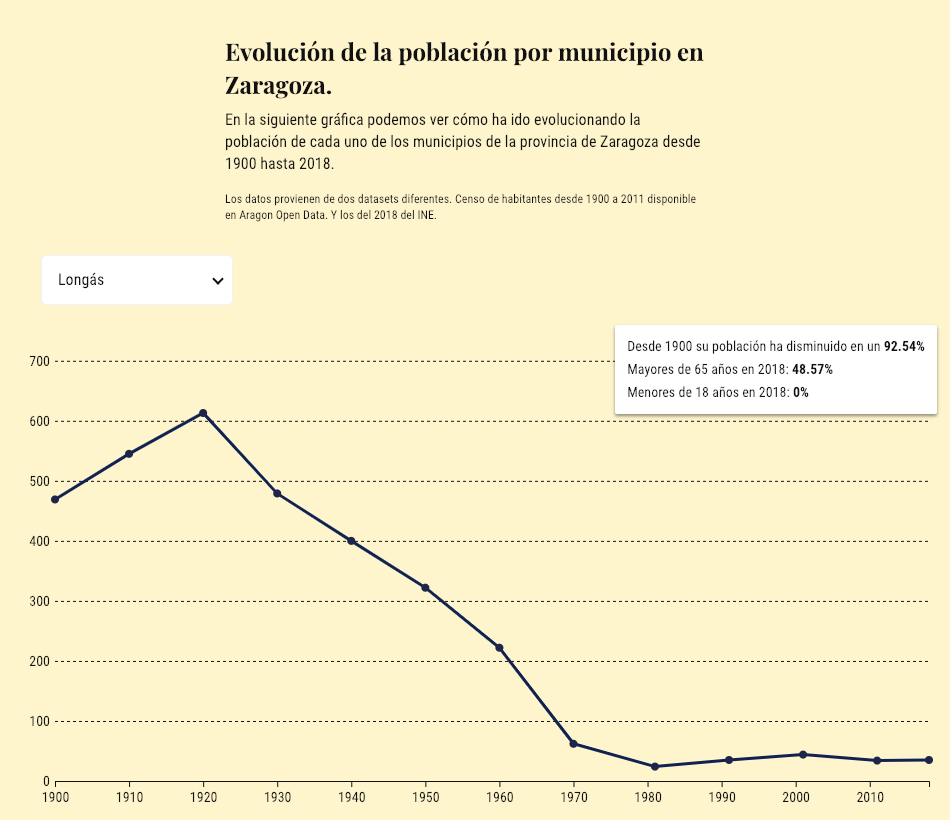 Evolución de la población por municipio en
Zaragoza.
En la siguiente gráfica podemos ver cómo ha ido evolucionando la
población de cada uno de los municipios de la provincia de Zaragoza desde
1900 hasta 2018.
Los datos provienen de dos datasets diferentes. Censo de habitantes desde 1900 a 2011 disponible
en Aragon Open Data. Y los del 2018 del INE.
Longás
Desde 1900 su población ha disminuido en un 92.54%
Mayores de 65 años en 2018: 48.57%
Menores de 18 años en 2018: 0%
700
600
500
400
300
200
100
0
1900 1910 1920 1930 1940 1950 1960 1970 1980 1990 2000 2010